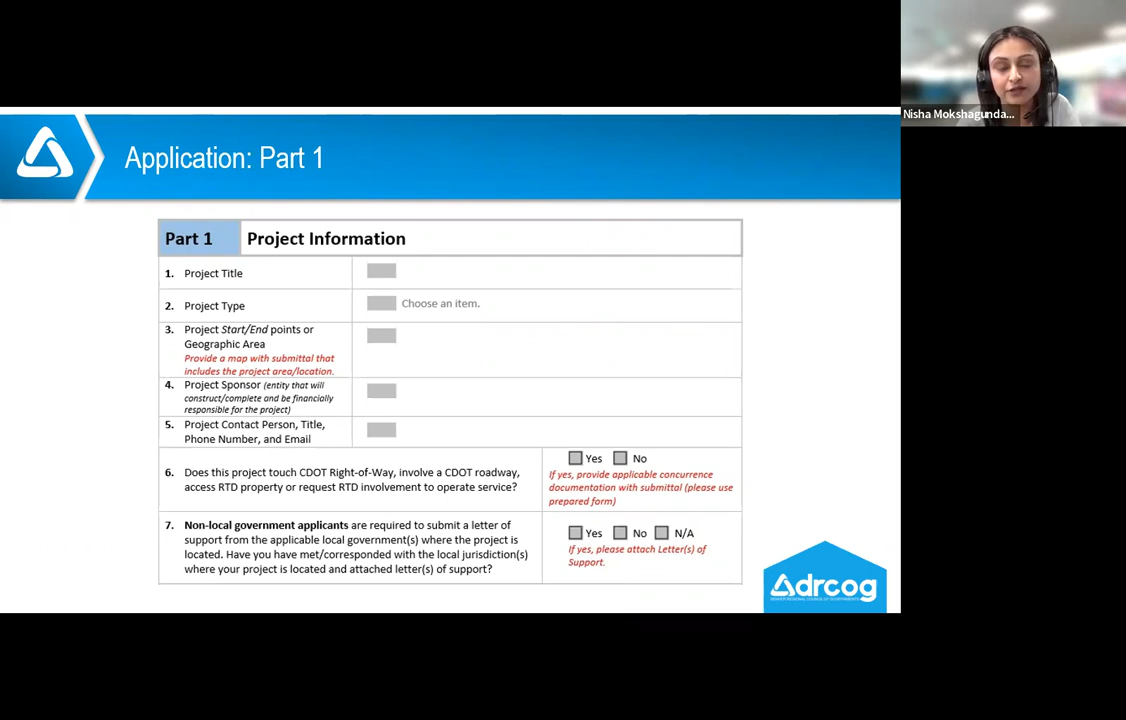 Nisha Mokshagunda...
Application: Part 1
Part 1 Project Information
1. Project Title
2. Project Type Choose an item.
3. Project Start/End points or
Geographic Area
Provide a map with submittal that
includes the project area/location.
4. Project Sponsor (entity that will
construct/complete and be financially
responsible for the project)
5. Project Contact Person, Title,
Phone Number, and Email
6. Does this project touch CDOT Right-of-Way, involve a CDOT roadway,
access RTD property or request RTD involvement to operate service?
Yes No
If yes, provide applicable concurrence
documentation with submittal (please use
prepared form)
7. Non-local government applicants are required to submit a letter of
support from the applicable local government(s) where the project is
located. Have you have met/corresponded with the local jurisdiction(s)
where your project is located and attached letter(s) of support?
Yes No N/A
If yes, please attach Letter(s) of
Support.
drcog
DENVER REGIONAL COUNCIL OF GOVERNMENTS